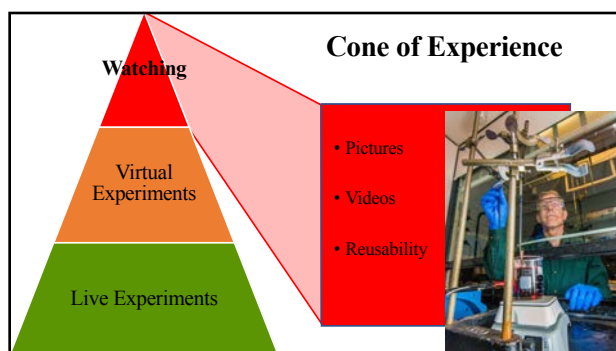 Cone of Experience
Watching
Virtual
Experiments
Live Experiments
• Pictures
• Videos
• Reusability